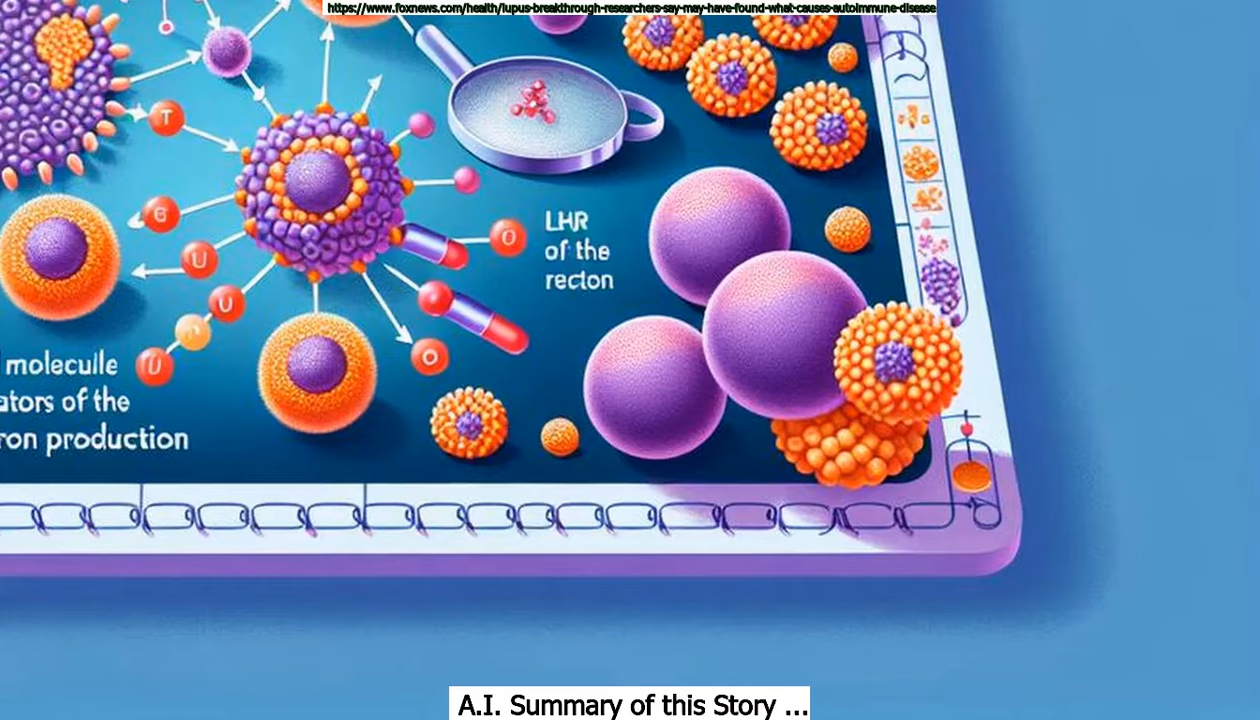 https://www.foxnews.com/health/lupus-breakthrough-researchers-say-may-have-found-what-causes-autoimmune-disease
T
G
U
U
U
O
O
LHR
of the
recton
molecuile
ators of the
ron production
A.I. Summary of this Story ...